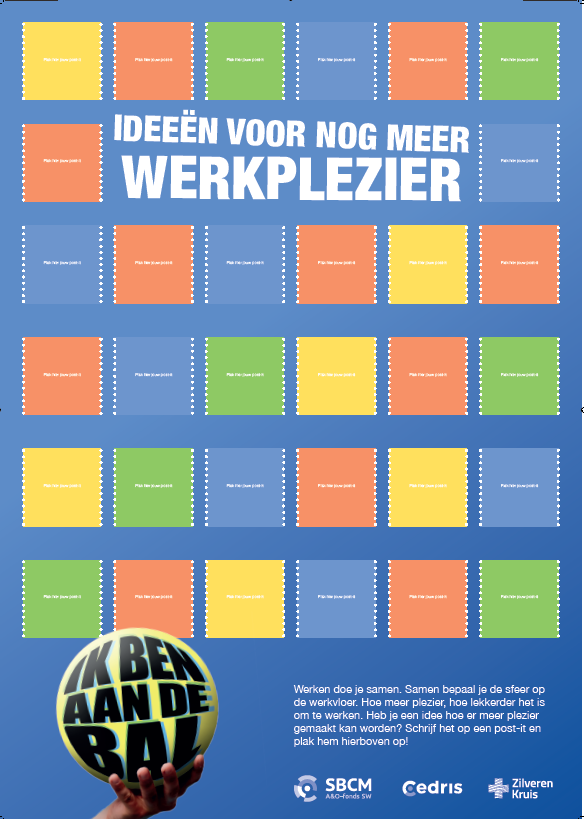 Plak hier jouw post-it Plak hier jouw post-it Plak hier jouw post-it Plak hier jouw post-it Plak hier jouw post-it Plak hier jouw post-it
IDEEËN VOOR NOG MEER
WERKPLEZIER
Plak hier jouw post-it Plak hier jouw post-it
Plak hier jouw post-it Plak hier jouw post-it Plak hier jouw post-it Plak hier jouw post-it Plak hier jouw post-it Plak hier jouw post-it
Plak hier jouw post-it Plak hier jouw post-it Plak hier jouw post-it Plak hier jouw post-it Plak hier jouw post-it Plak hier jouw post-it
Plak hier jouw post-it Plak hier jouw post-it Plak hier jouw post-it Plak hier jouw post-it Plak hier jouw post-it Plak hier jouw post-it
Plak hier jouw post-it Plak hier jouw post-it Plak hier jouw post-it Plak hier jouw post-it Plak hier jouw post-it Plak hier jouw post-it
IK BEN
AAN DE
BAL
Werken doe je samen. Samen bepaal je de sfeer op
de werkvloer. Hoe meer plezier, hoe lekkerder het is
om te werken. Heb je een idee hoe er meer plezier
gemaakt kan worden? Schrijf het op een post-it en
plak hem hierboven op!
SBCM
A&O-fonds SW
Cedris
Zilveren
Kruis